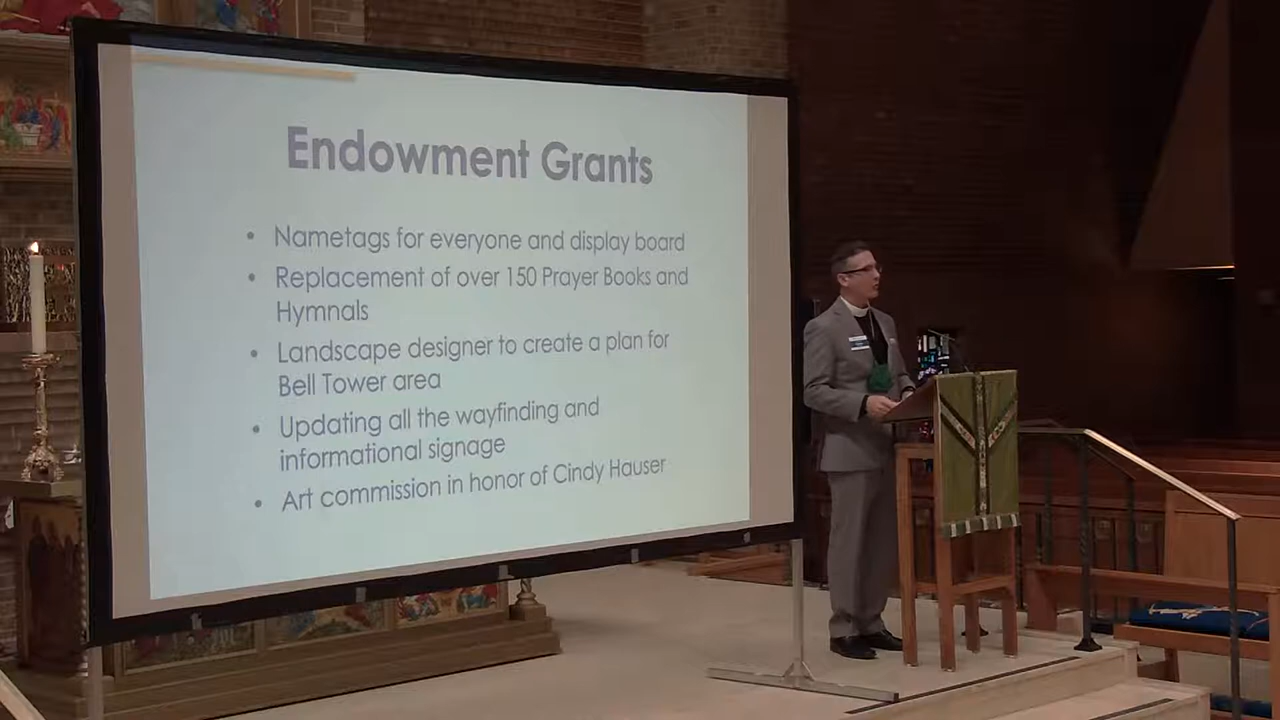 Endowment Grants
• Nametags for everyone and display board
• Replacement of over 150 Prayer Books and
Hymnals
• Landscape designer to create a plan for
Bell Tower area
• Updating all the wayfinding and
informational signage
• Art commission in honor of Cindy Hauser